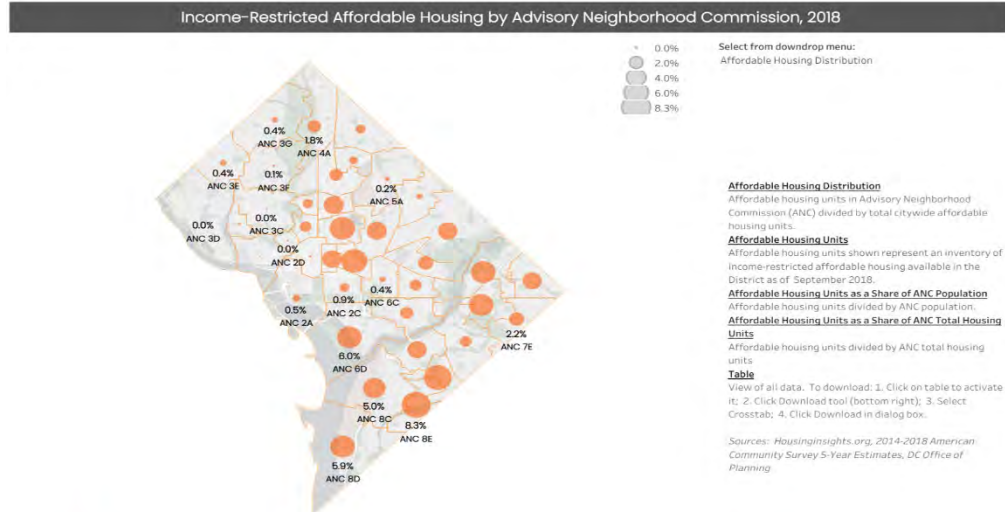 Income-Restricted Affordable Housing by Advisory Neighborhood Commission, 2018
0.0%
2.0%
4.0%
6.0%
8.3%
Select from downdrop menu:
Affordable Housing Distribution
0.4%
ANC 3G
1.8%
ANC 4A
0.4%
ANC 3E
0.1%
ANC 3F
0.2%
ANC 5A
0.0%
ANC 3D
0.0%
ANC 3C
0.0%
ANC 2D
0.5%
ANC 2A
0.9%
ANC 2C
0.4%
ANC 6C
2.2%
ANC 7E
6.0%
ANC 6D
5.0%
ANC 8C
8.3%
ANC 8E
5.9%
ANC 8D
Affordable Housing Distribution
Affordable housing units in Advisory Neighborhood
Commission (ANC) divided by total citywide affordable
housing units.
Affordable Housing Units
Affordable housing units shown represent an inventory of
income-restricted affordable housing available in the
District as of September 2018.
Affordable Housing Units as a Share of ANC Population
Affordable housing units divided by ANC population.
Affordable Housing Units as a Share of ANC Total Housing
Units
Affordable houisng units divided by ANC total housing
units
Table
View of all data. To download: 1. Click on table to activate
it; 2. Click Download tool (bottom right); 3. Select
Crosstab; 4. Click Download in dialog box.
Sources: Housinginsights.org, 2014-2018 American
Community Survey 5-Year Estimates, DC Office of
Planning